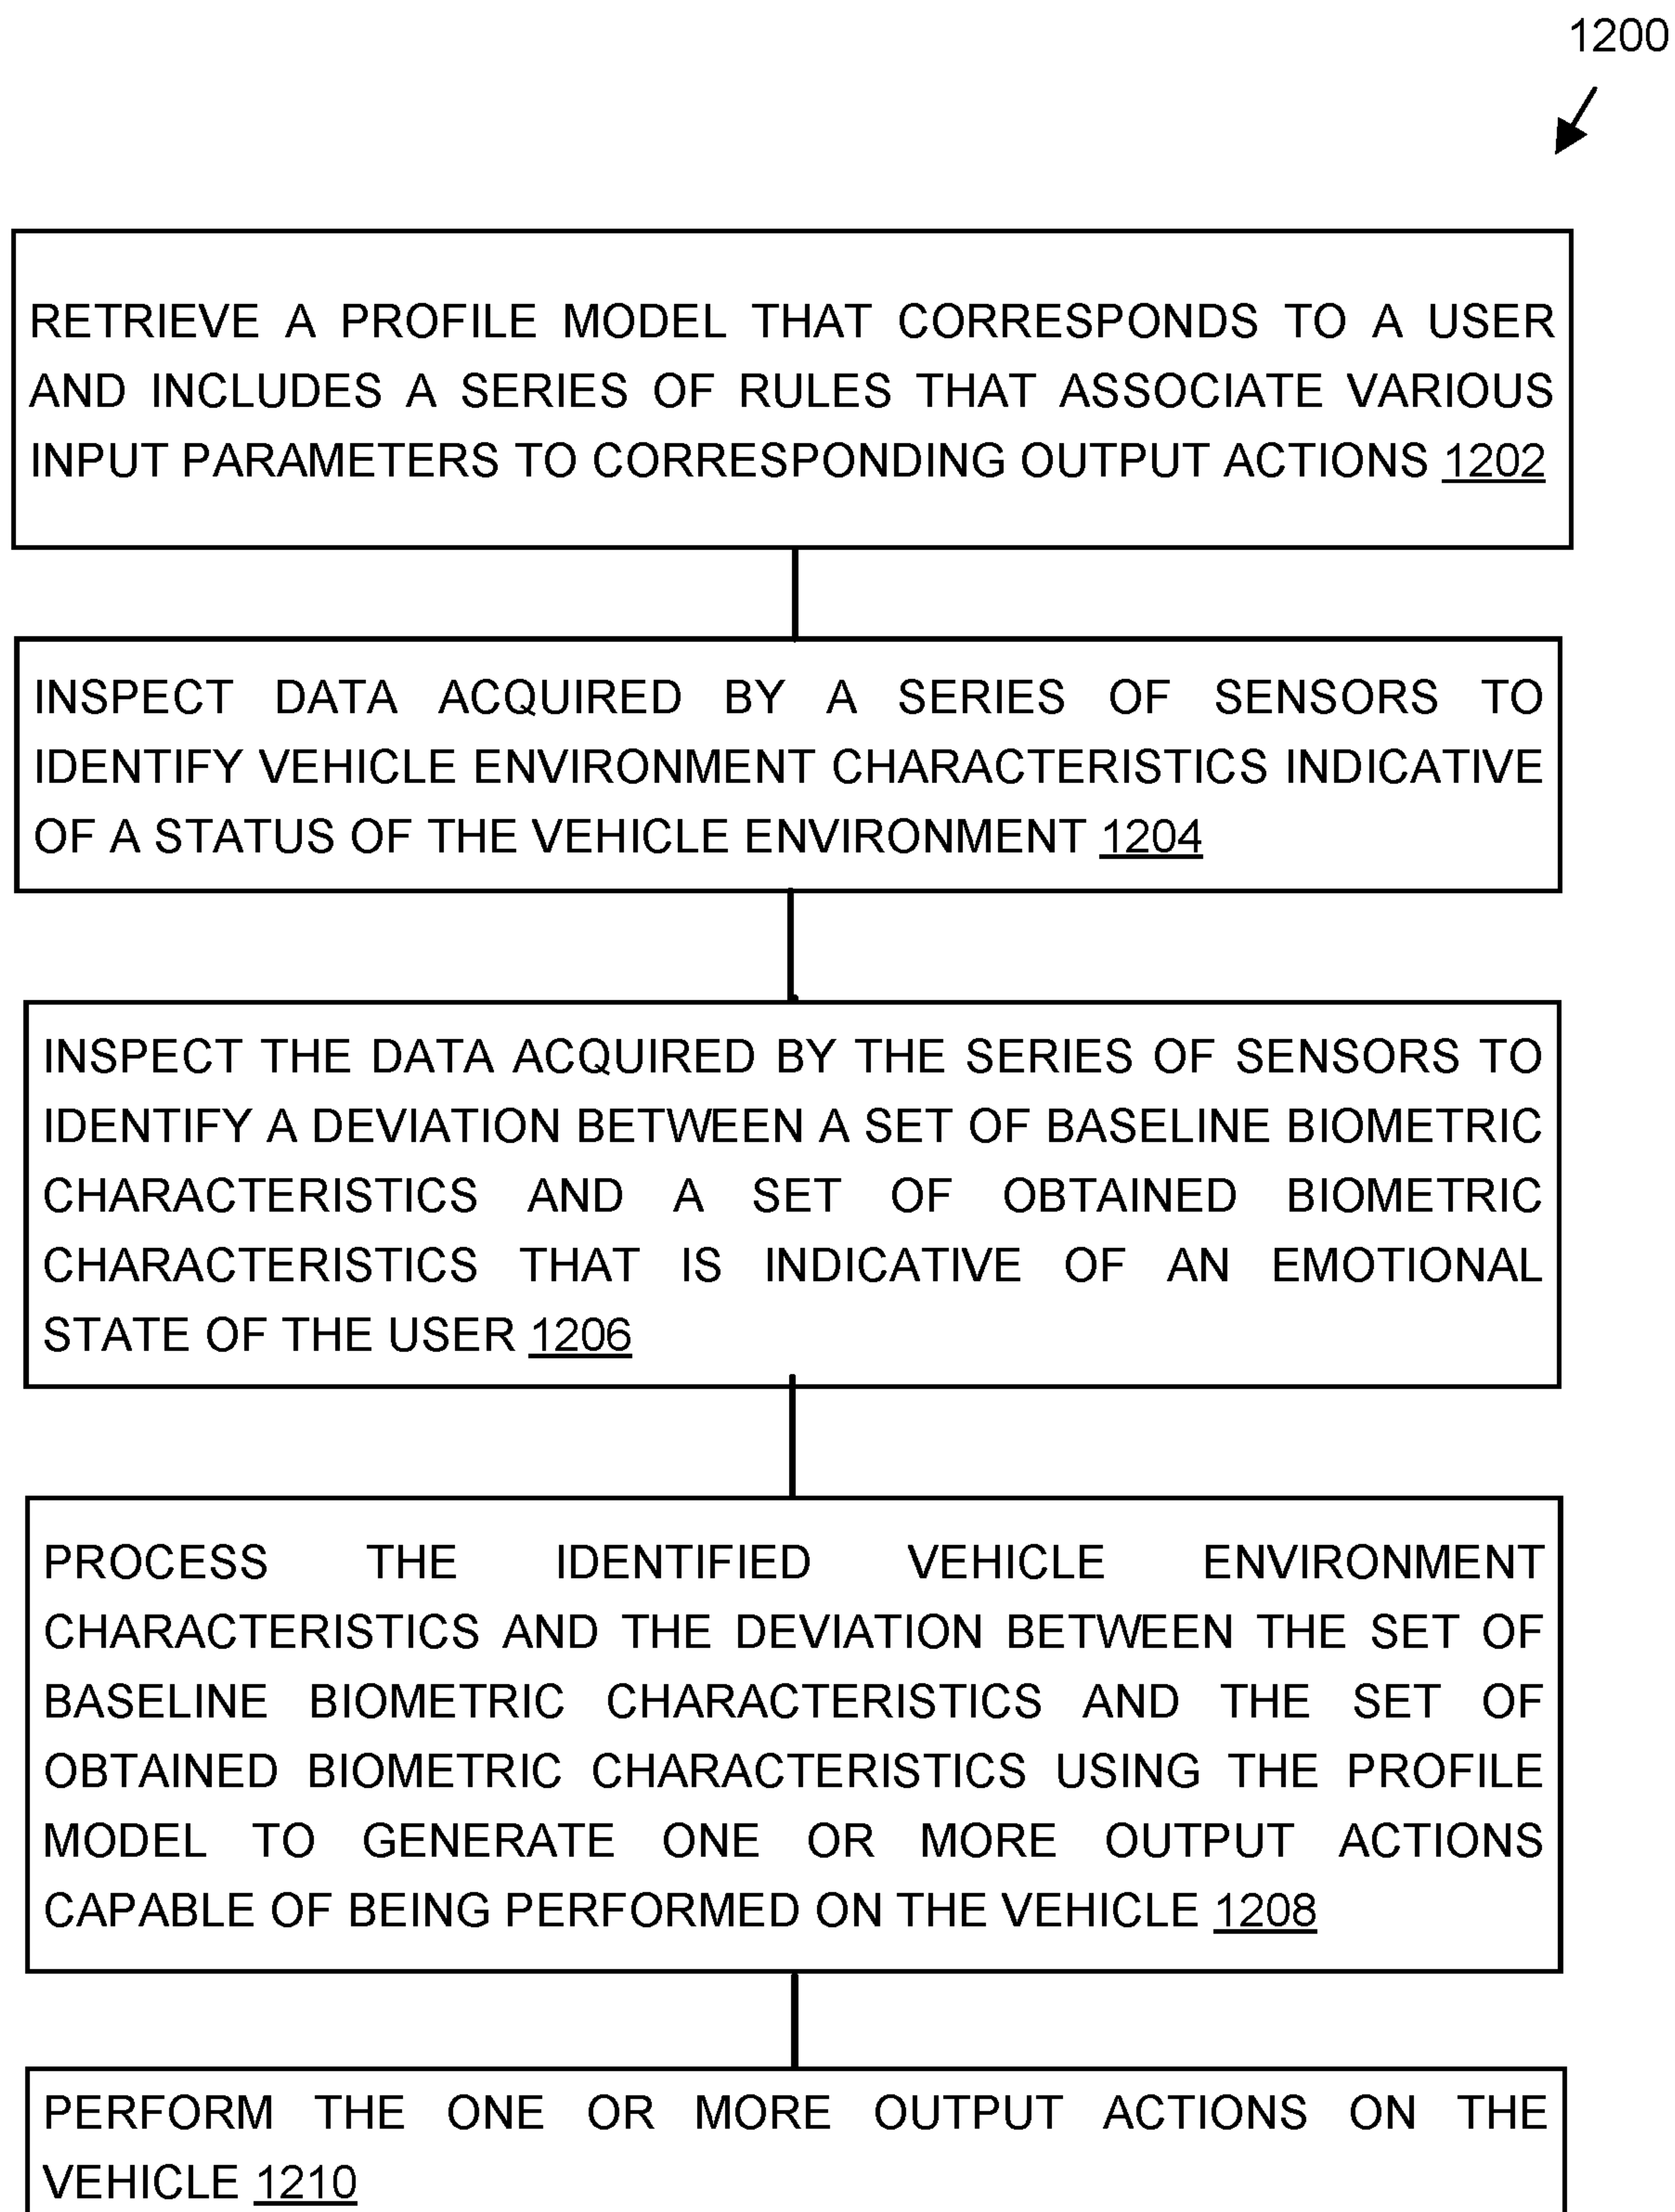 1200
RETRIEVE A PROFILE MODEL THAT CORRESPONDS TO A USER
AND INCLUDES A SERIES OF RULES THAT ASSOCIATE VARIOUS
INPUT PARAMETERS TO CORRESPONDING OUTPUT ACTIONS 1202
INSPECT DATA ACQUIRED BY A SERIES OF SENSORS TO
IDENTIFY VEHICLE ENVIRONMENT CHARACTERISTICS INDICATIVE
OF A STATUS OF THE VEHICLE ENVIRONMENT 1204
INSPECT THE DATA ACQUIRED BY THE SERIES OF SENSORS TO
IDENTIFY A DEVIATION BETWEEN A SET OF BASELINE BIOMETRIC
CHARACTERISTICS AND A SET OF OBTAINED BIOMETRIC
CHARACTERISTICS THAT IS INDICATIVE OF AN EMOTIONAL
STATE OF THE USER 1206
PROCESS THE IDENTIFIED VEHICLE ENVIRONMENT
CHARACTERISTICS AND THE DEVIATION BETWEEN THE SET OF
BASELINE BIOMETRIC CHARACTERISTICS AND THE SET OF
OBTAINED BIOMETRIC CHARACTERISTICS USING THE PROFILE
MODEL TO GENERATE ONE OR MORE OUTPUT ACTIONS
CAPABLE OF BEING PERFORMED ON THE VEHICLE 1208
PERFORM THE ONE OR MORE OUTPUT ACTIONS ON THE
VEHICLE 1210